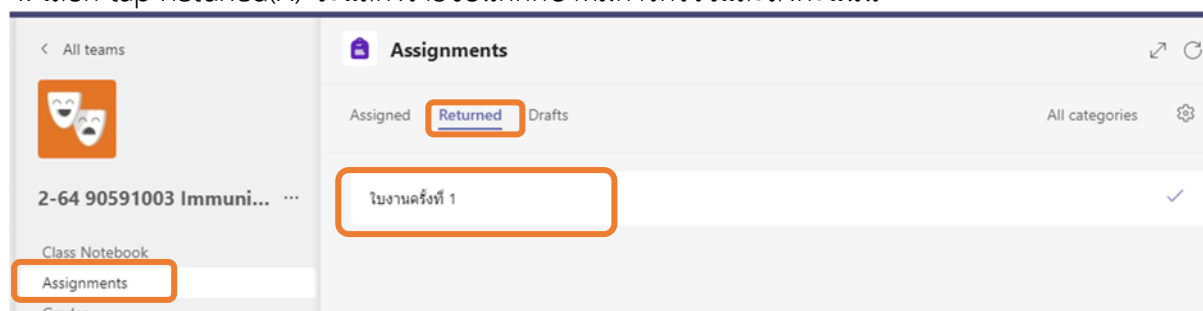 All teams
Assignments
Assigned Returned Drafts
All categories
2-64 90591003 Immuni... ...
ใบงานครั้งที่ 1
Class Notebook
Assignments